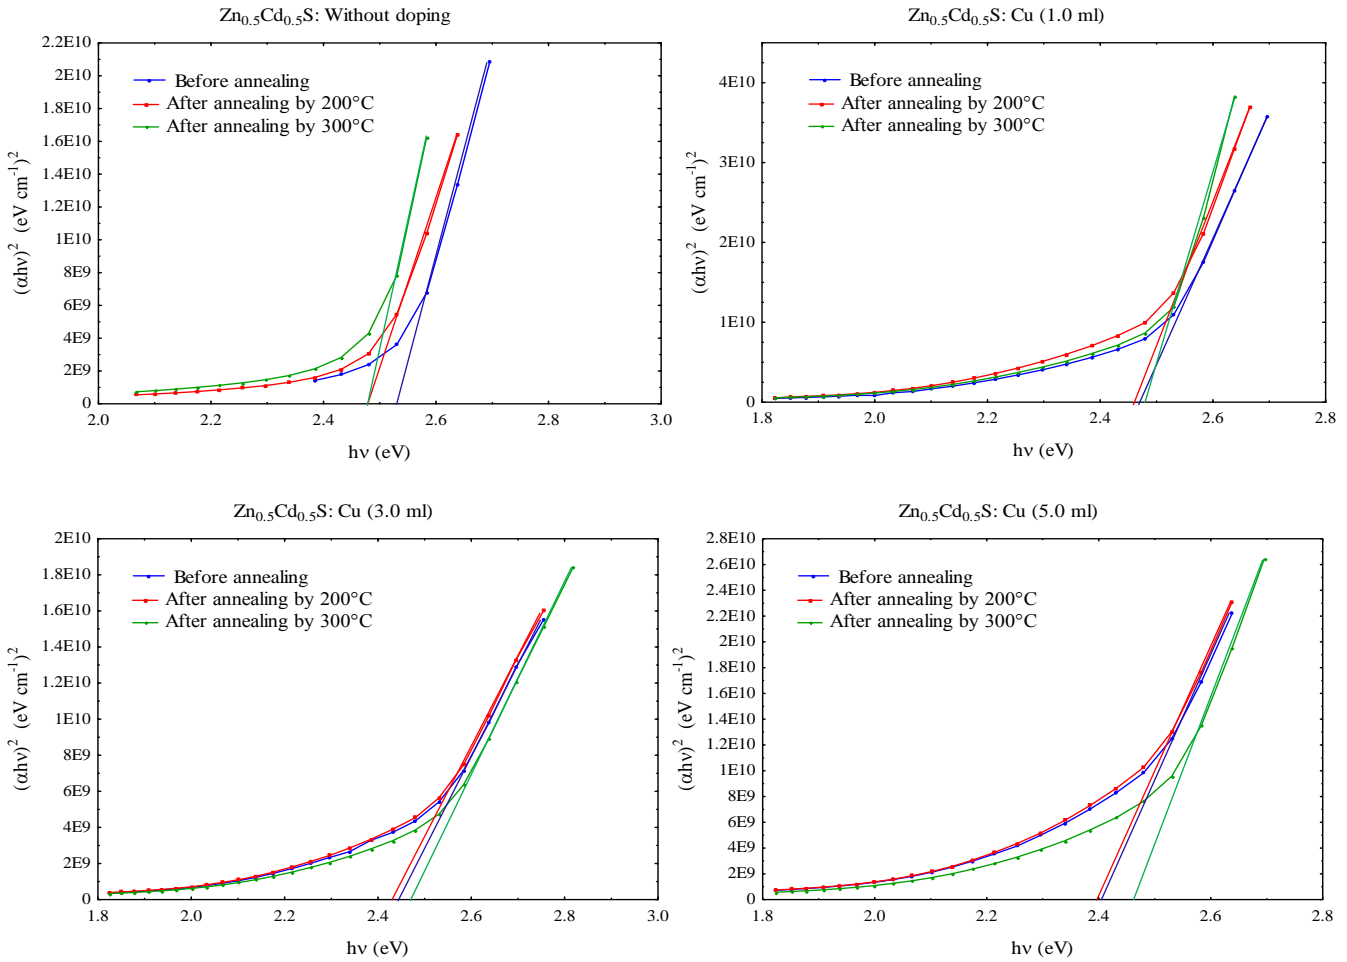 Zn0.5Cd0.5S: Without doping
2.2E10
2E10
1.8E10
1.6E10
1.4E10
1.2E10
1E10
8E9
6E9
4E9
2E9
0
(αhν)2 (eV cm-1)2
Before annealing
After annealing by 200°C
After annealing by 300°C
2.0 2.2 2.4 2.6 2.8 3.0
hν (eV)
Zn0.5Cd0.5S: Cu (1.0 ml)
4E10
3E10
2E10
1E10
0
(αhν)2 (eV cm-1)2
Before annealing
After annealing by 200°C
After annealing by 300°C
1.8 2.0 2.2 2.4 2.6 2.8
hν (eV)
Zn0.5Cd0.5S: Cu (3.0 ml)
2E10
1.8E10
1.6E10
1.4E10
1.2E10
1E10
8E9
6E9
4E9
2E9
0
(αhν)2 (eV cm-1)2
Before annealing
After annealing by 200°C
After annealing by 300°C
1.8 2.0 2.2 2.4 2.6 2.8 3.0
hν (eV)
Zn0.5Cd0.5S: Cu (5.0 ml)
2.8E10
2.6E10
2.4E10
2.2E10
2E10
1.8E10
1.6E10
1.4E10
1.2E10
1E10
8E9
6E9
4E9
2E9
0
(αhν)2 (eV cm-1)2
Before annealing
After annealing by 200°C
After annealing by 300°C
1.8 2.0 2.2 2.4 2.6 2.8
hν (eV)